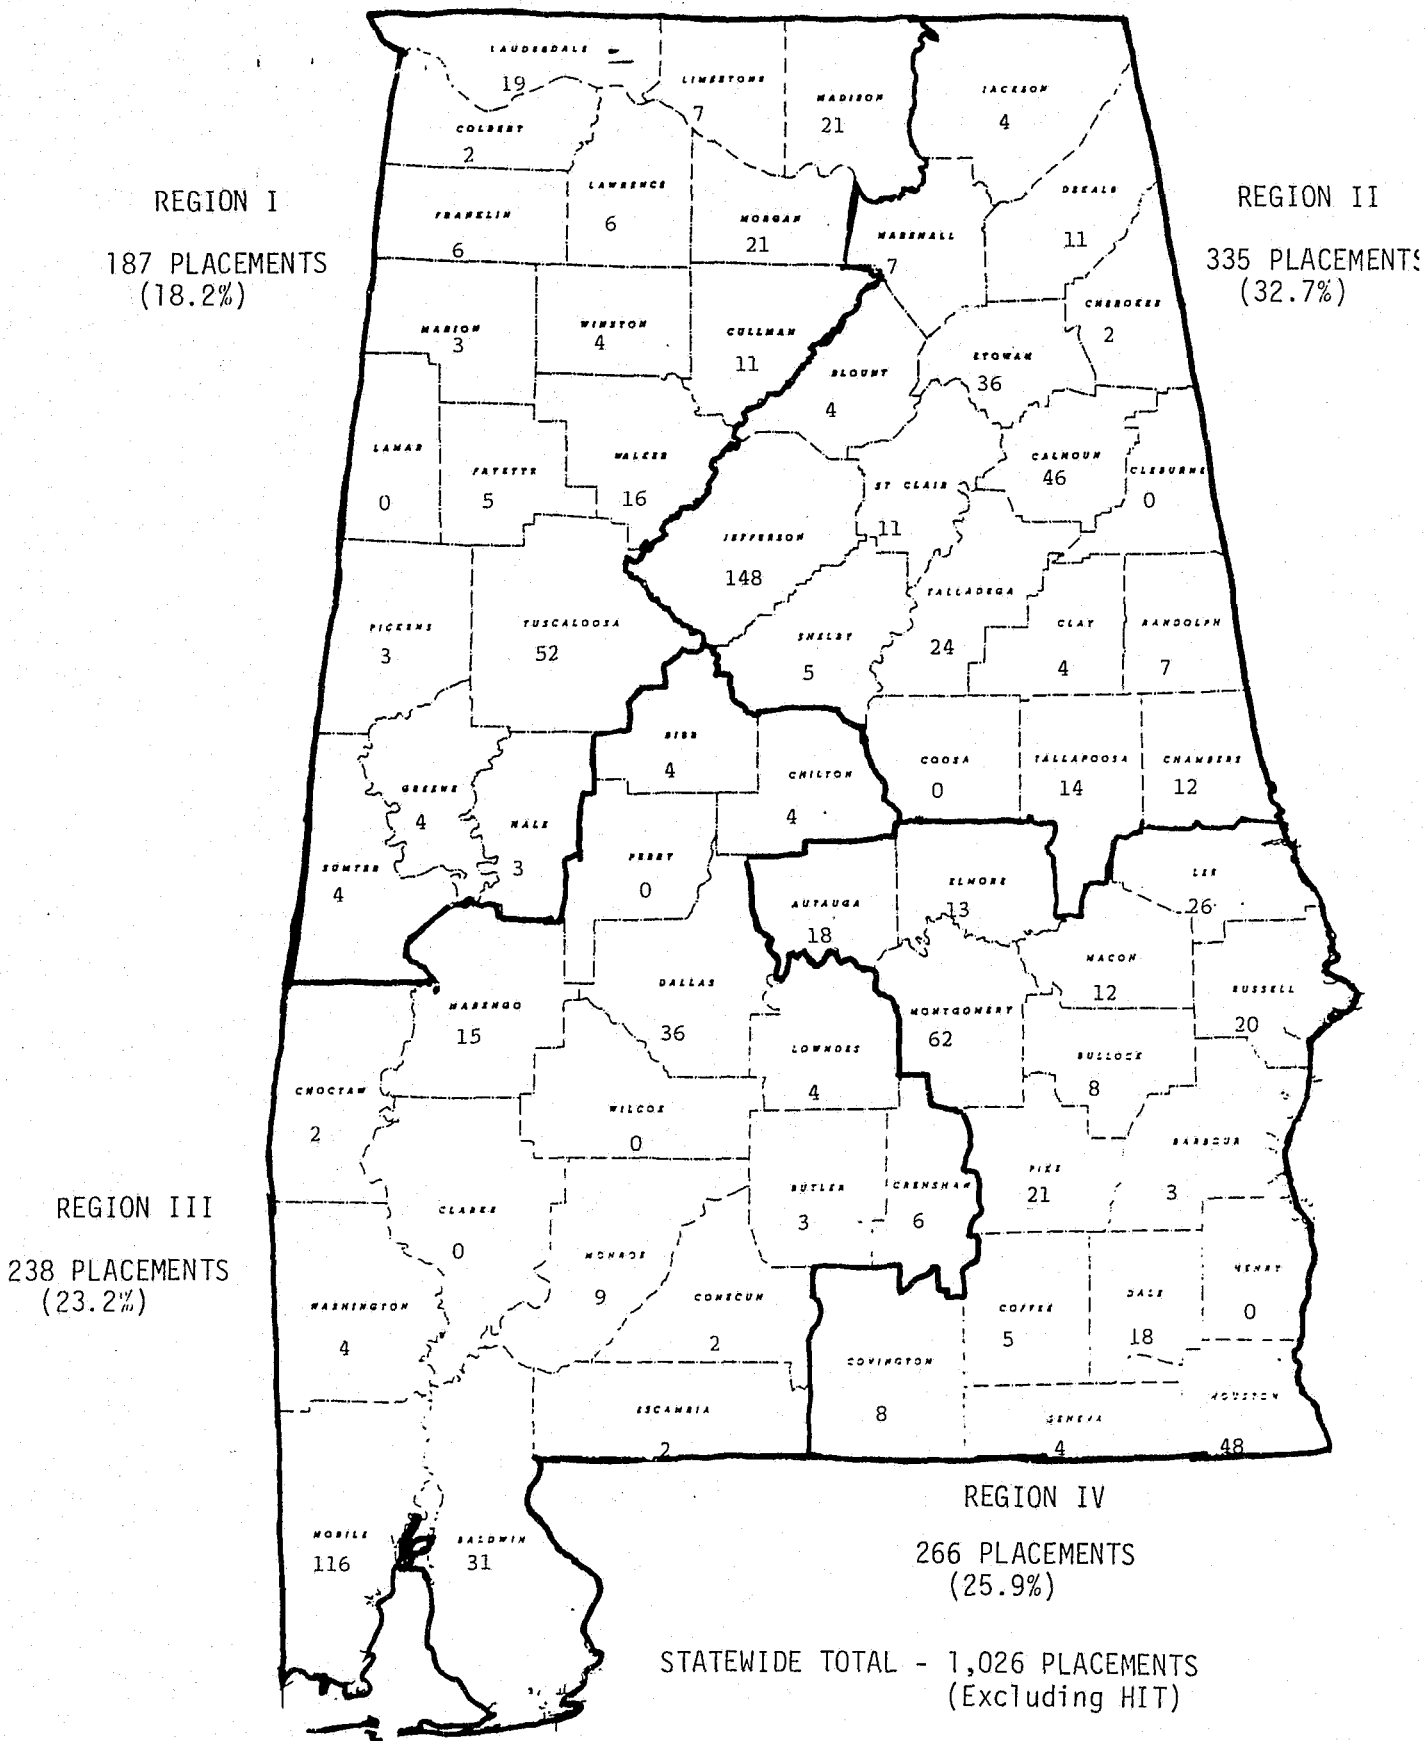 LAUDERDALE
19
LIMESTONE
7
MADISON
21
JACKSON
4
COLBERT
2
LAWRENCE
6
FRANKLIN
6
MORGAN
21
MARSHALL
7
DEKALB
11
REGION I
187 PLACEMENTS
(18.2%)
REGION II
335 PLACEMENTS
(32.7%)
MARION
3
WINSTON
4
CULLMAN
11
BLOUNT
4
ETOWAH
36
CHEROKEE
2
LAMAR
0
FAYETTE
5
WALKER
16
JEFFERSON
148
ST CLAIR
11
CALHOUN
46
CLEBURNE
0
PICKENS
3
TUSCALOOSA
52
SHELBY
5
TALLADEGA
24
CLAY
4
RANDOLPH
7
GREENE
4
HALE
3
SUMTER
4
BIBB
4
CHILTON
4
COOSA
0
TALLAPOOSA
14
CHAMBERS
12
PERRY
0
AUTAUGA
18
ELMORE
13
LEE
26
MARENGO
15
DALLAS
36
LOWNDES
4
MONTGOMERY
62
MACON
12
RUSSELL
20
BULLOCK
8
CHOCTAW
2
WILCOX
0
BUTLER
3
CRENSHAW
6
PIKE
21
BARBOUR
3
REGION III
238 PLACEMENTS
(23.2%)
CLARKE
0
MONROE
9
CONECUH
2
WASHINGTON
4
COFFEE
5
DALE
18
HENRY
0
COVINGTON
8
ESCAMBIA
2
GENEVA
4
HOUSTON
48
MOBILE
116
BALDWIN
31
REGION IV
266 PLACEMENTS
(25.9%)
STATEWIDE TOTAL - 1,026 PLACEMENTS
(Excluding HIT)